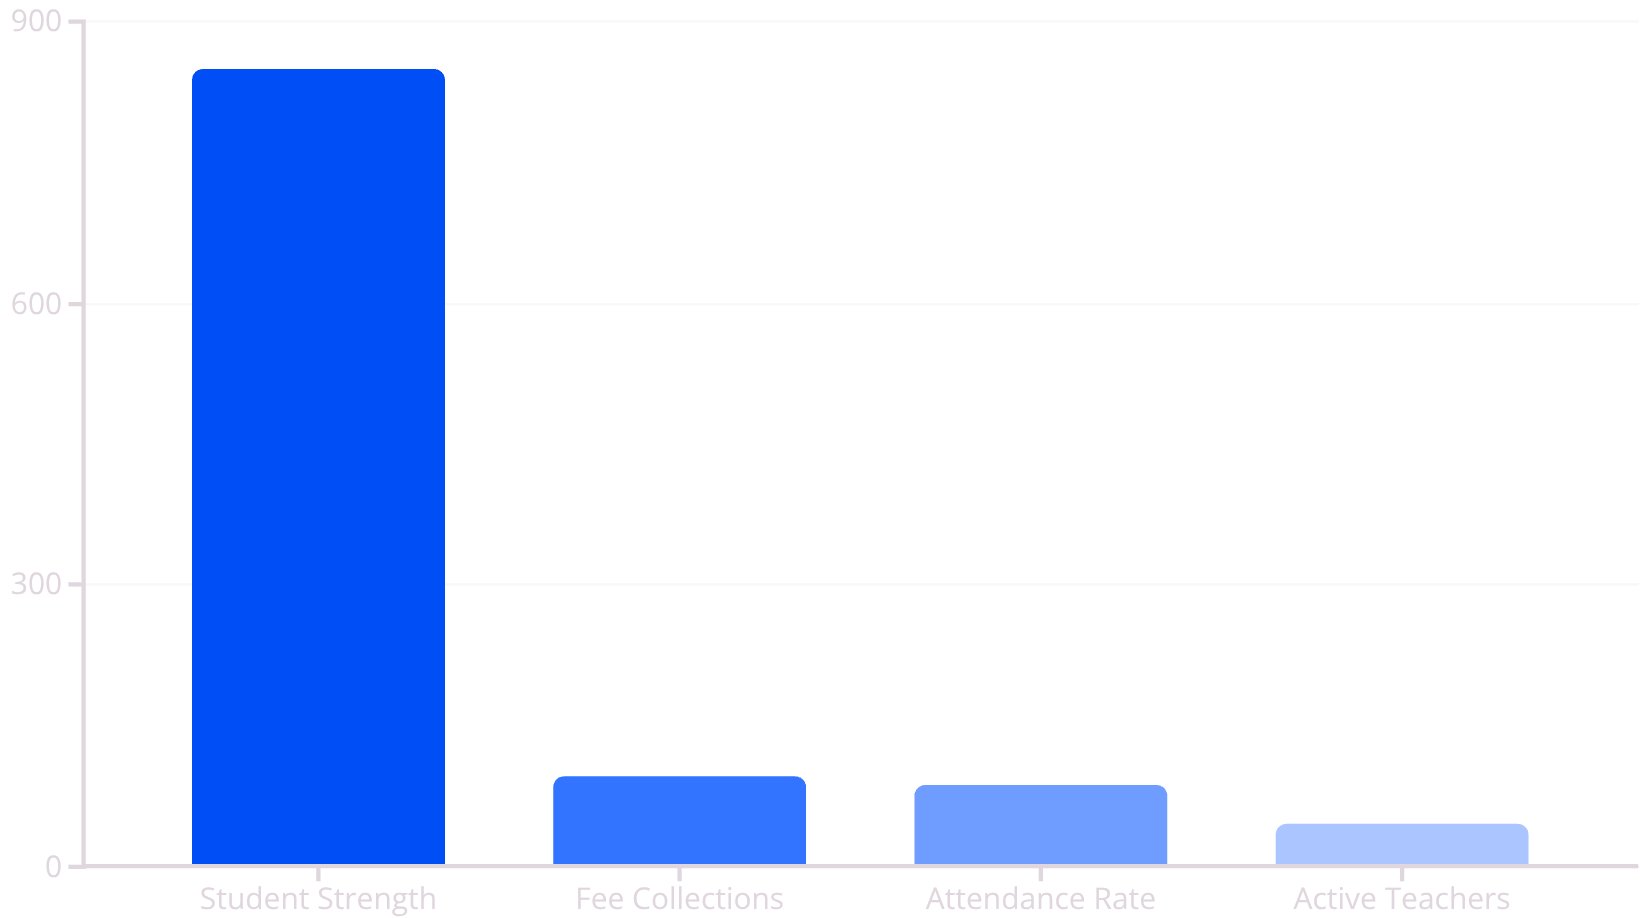 900
600
300
0
Student Strength
Fee Collections
Attendance Rate
Active Teachers